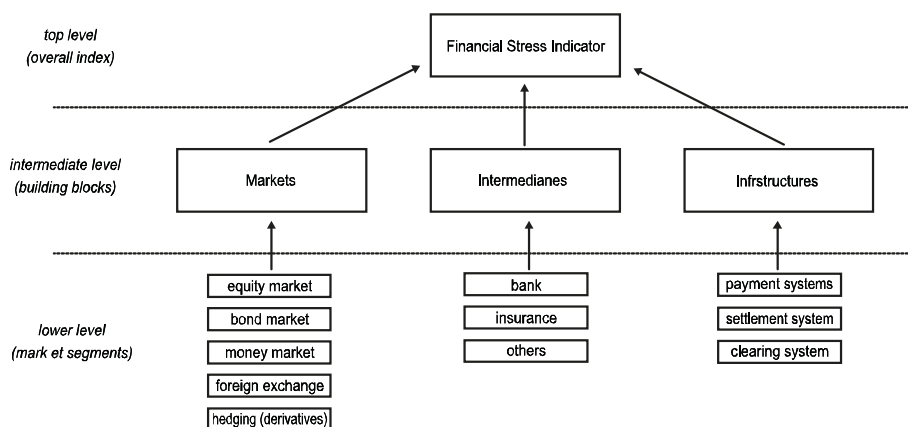 top level
(overall index)
Financial Stress Indicator
intermediate level
(building blocks)
Markets
Intermedianes
Infrstructures
lower level
(mark et segments)
equity market
bond market
money market
foreign exchange
hedging (derivatives)
bank
insurance
others
payment systems
settlement system
clearing system